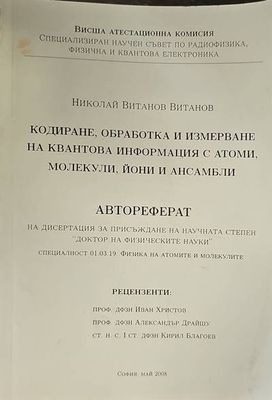 Висша атестационна комисия
Специализиран научен съвет по радиофизика,
физична и квантова електроника
Николай Витанов Витанов
КОДИРАНЕ, ОБРАБОТКА И ИЗМЕРВАНЕ
НА КВАНТОВА ИНФОРМАЦИЯ С АТОМИ,
МОЛЕКУЛИ, ЙОНИ И АНСАМБЛИ
АВТОРЕФЕРАТ
на дисертация за присъждане на научната степен
"доктор на физическите науки"
специалност 01.03.19. Физика на атомите и молекулите
Рецензенти:
проф. дфзн Иван Христов
проф. дфзн Александър Драйшу
ст. н. с. I ст. дфзн Кирил Благоев
София, май 2008